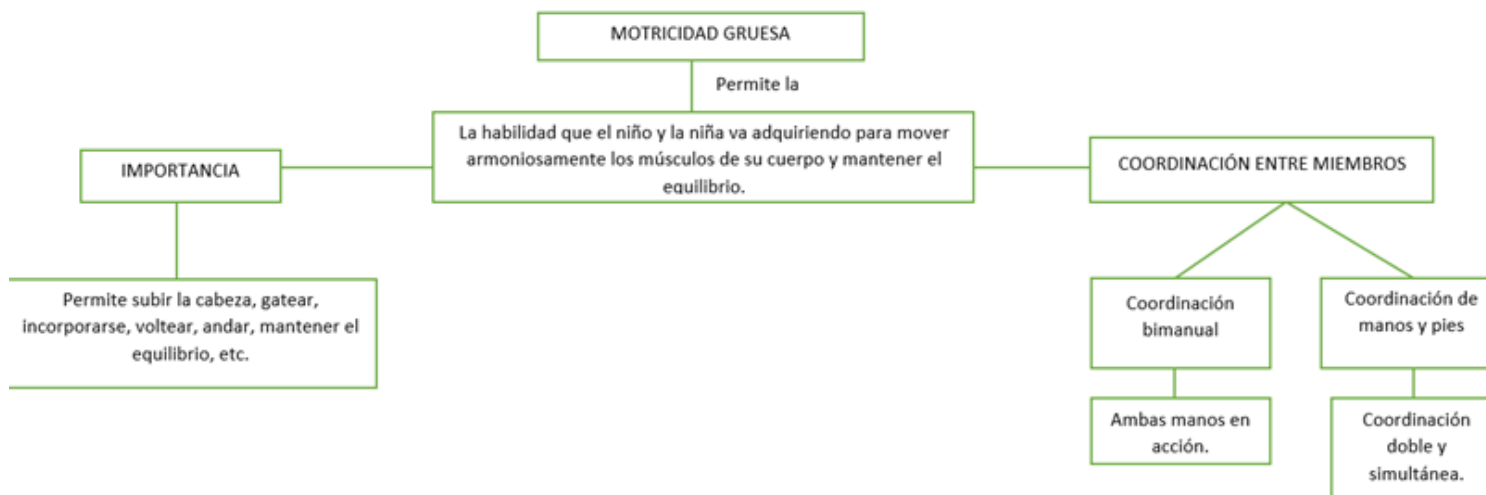 MOTRICIDAD GRUESA
Permite la
La habilidad que el niño y la niña va adquiriendo para mover
armoniosamente los músculos de su cuerpo y mantener el
equilibrio.
IMPORTANCIA
Permite subir la cabeza, gatear,
incorporarse, voltear, andar, mantener el
equilibrio, etc.
COORDINACIÓN ENTRE MIEMBROS
Coordinación
bimanual
Ambas manos en
acción.
Coordinación de
manos y pies
Coordinación
doble y
simultánea.